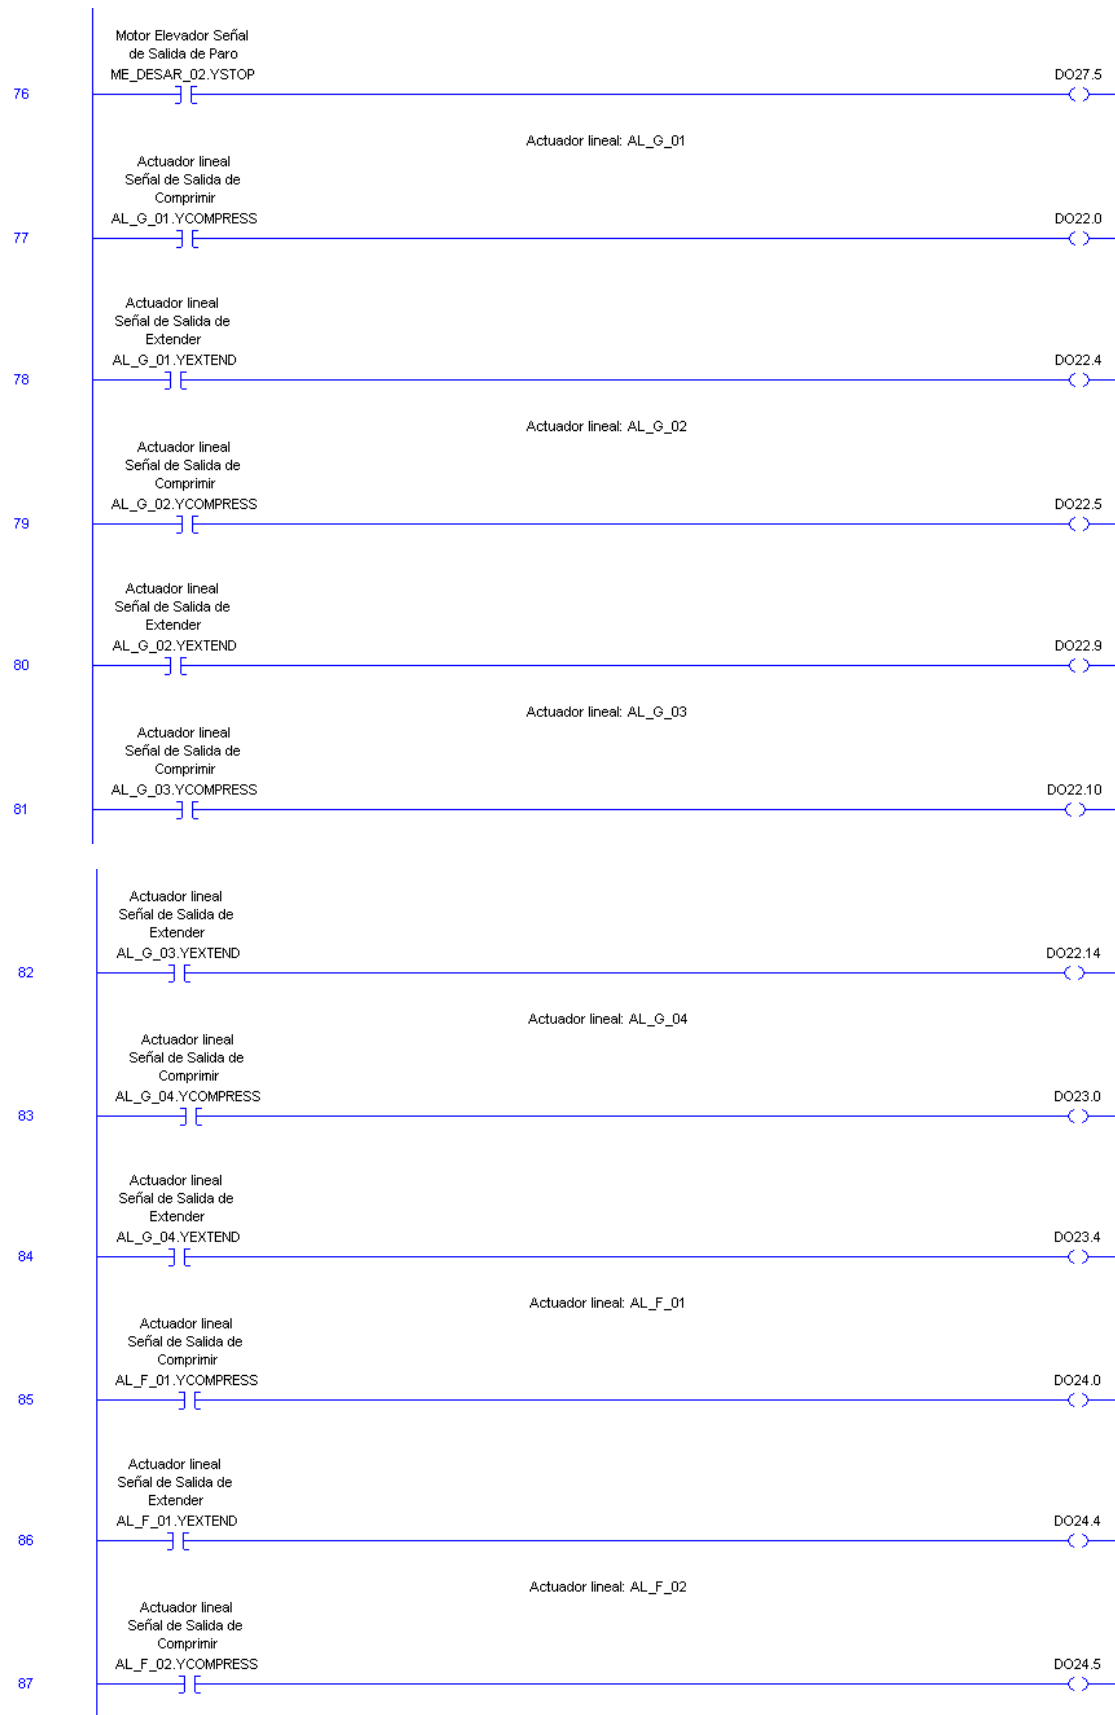 Motor Elevador Señal
de Salida de Paro
ME_DESAR_02.YSTOP
DO27.5
76
Actuador lineal: AL_G_01
Actuador lineal
Señal de Salida de
Comprimir
AL_G_01.YCOMPRESS
DO22.0
77
Actuador lineal
Señal de Salida de
Extender
AL_G_01.YEXTEND
DO22.4
78
Actuador lineal: AL_G_02
Actuador lineal
Señal de Salida de
Comprimir
AL_G_02.YCOMPRESS
DO22.5
79
Actuador lineal
Señal de Salida de
Extender
AL_G_02.YEXTEND
DO22.9
80
Actuador lineal: AL_G_03
Actuador lineal
Señal de Salida de
Comprimir
AL_G_03.YCOMPRESS
DO22.10
81
Actuador lineal
Señal de Salida de
Extender
AL_G_03.YEXTEND
DO22.14
82
Actuador lineal: AL_G_04
Actuador lineal
Señal de Salida de
Comprimir
AL_G_04.YCOMPRESS
DO23.0
83
Actuador lineal
Señal de Salida de
Extender
AL_G_04.YEXTEND
DO23.4
84
Actuador lineal: AL_F_01
Actuador lineal
Señal de Salida de
Comprimir
AL_F_01.YCOMPRESS
DO24.0
85
Actuador lineal
Señal de Salida de
Extender
AL_F_01.YEXTEND
DO24.4
86
Actuador lineal: AL_F_02
Actuador lineal
Señal de Salida de
Comprimir
AL_F_02.YCOMPRESS
DO24.5
87